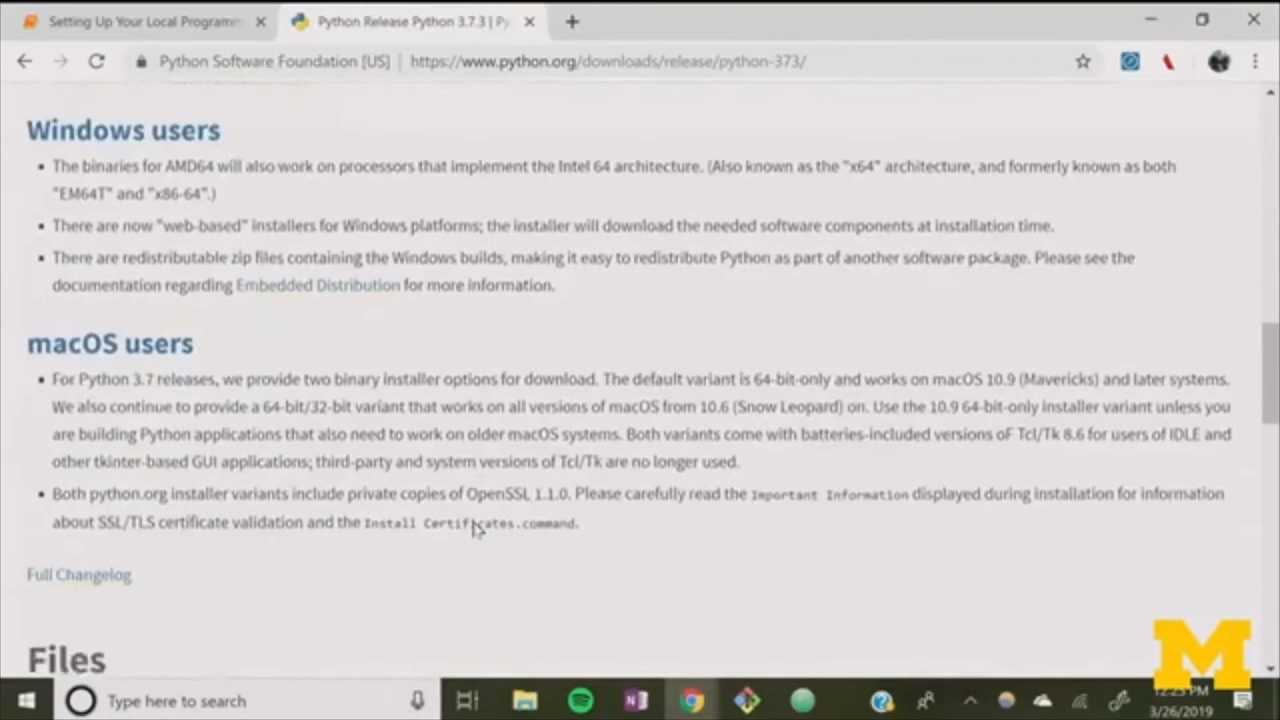 Setting Up Your Local Programm
Python Release Python 3.7.3 | Py
Python Software Foundation [US] | https://www.python.org/downloads/release/python-373/
Windows users
The binaries for AMD64 will also work on processors that implement the Intel 64 architecture. (Also known as the "x64" architecture, and formerly known as both
"EM64T" and "x86-64".)
There are now "web-based" installers for Windows platforms; the installer will download the needed software components at installation time.
There are redistributable zip files containing the Windows builds, making it easy to redistribute Python as part of another software package. Please see the
documentation regarding Embedded Distribution for more information.
macOS users
For Python 3.7 releases, we provide two binary installer options for download. The default variant is 64-bit-only and works on macOS 10.9 (Mavericks) and later systems.
We also continue to provide a 64-bit/32-bit variant that works on all versions of macOS from 10.6 (Snow Leopard) on. Use the 10.9 64-bit-only installer variant unless you
are building Python applications that also need to work on older macOS systems. Both variants come with batteries-included versions oF Tcl/Tk 8.6 for users of IDLE and
other tkinter-based GUI applications; third-party and system versions of Tcl/Tk are no longer used.
Both python.org installer variants include private copies of OpenSSL 1.1.0. Please carefully read the Important Information displayed during installation for information
about SSL/TLS certificate validation and the Install Certificates.command.
Full Changelog
Files
M
Type here to search
12:23 PM
3/26/2019